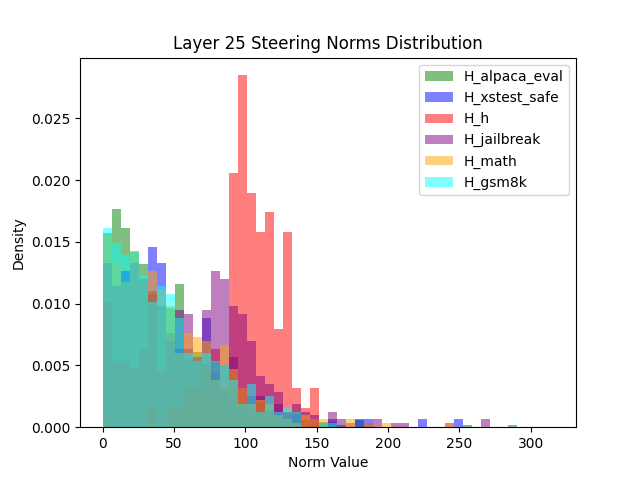 Layer 25 Steering Norms Distribution
H_alpaca_eval
H_xstest_safe
H_h
H_jailbreak
H_math
H_gsm8k
Density
0.025
0.020
0.015
0.010
0.005
0.000
0 50 100 150 200 250 300
Norm Value